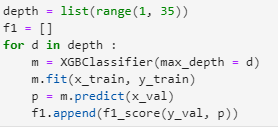 depth = list(range(1, 35))
f1 = []
for d in depth :
    m = XGBClassifier(max_depth = d)
    m.fit(x_train, y_train)
    p = m.predict(x_val)
    f1.append(f1_score(y_val, p))